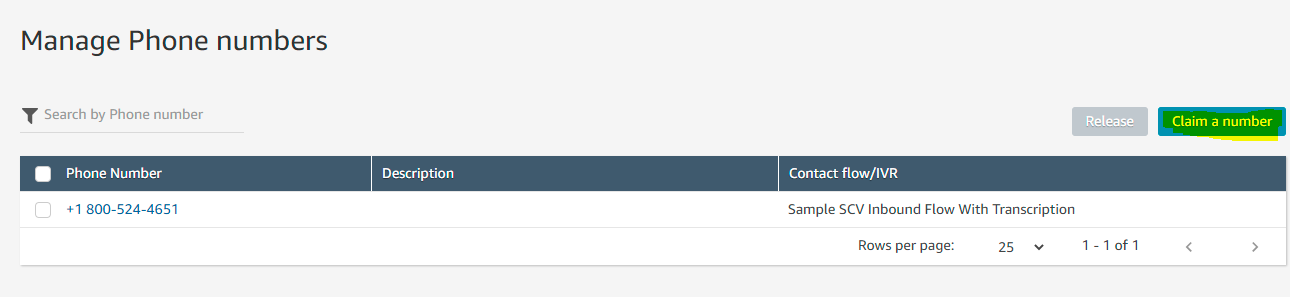 Manage Phone numbers
Search by Phone number
Release
Claim a number
Phone Number Description Contact flow/IVR
+1 800-524-4651 Sample SCV Inbound Flow With Transcription
Rows per page: 25 1 - 1 of 1